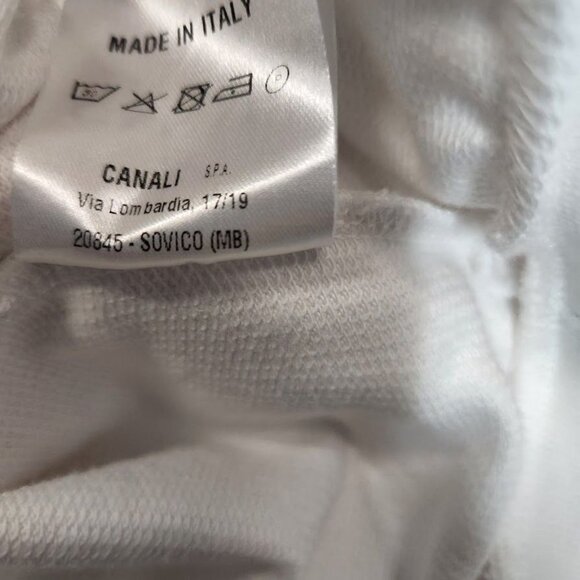 MADE IN ITALY
P
CANALI S.P.A.
Via Lombardia, 17/19
20845 - SOVICO (MB)